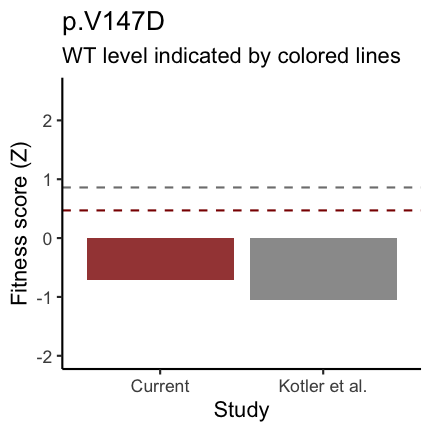 p.V147D
WT level indicated by colored lines
Fitness score (Z)
2
1
0
-1
-2
Current
Kotler et al.
Study